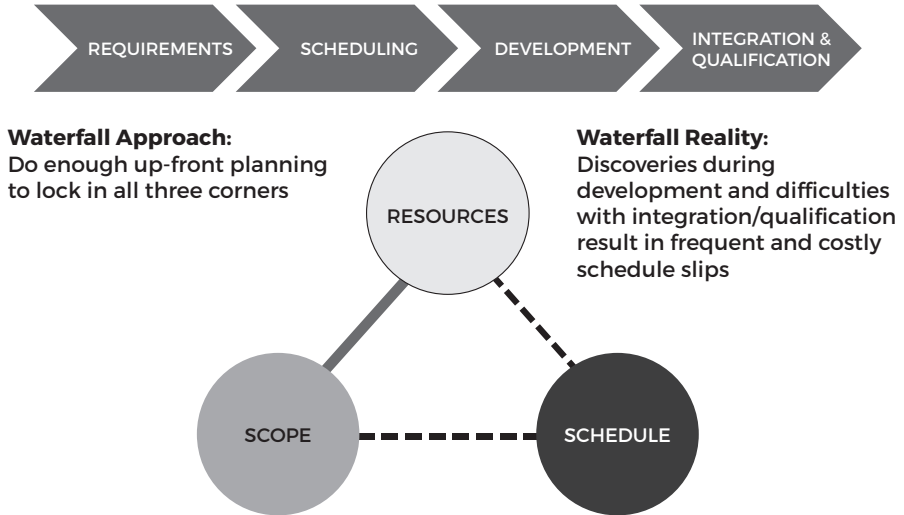 REQUIREMENTS
SCHEDULING
DEVELOPMENT
INTEGRATION &
QUALIFICATION
Waterfall Approach:
Do enough up-front planning
to lock in all three corners
Waterfall Reality:
Discoveries during
development and difficulties
with integration/qualification
result in frequent and costly
schedule slips
RESOURCES
SCOPE
SCHEDULE